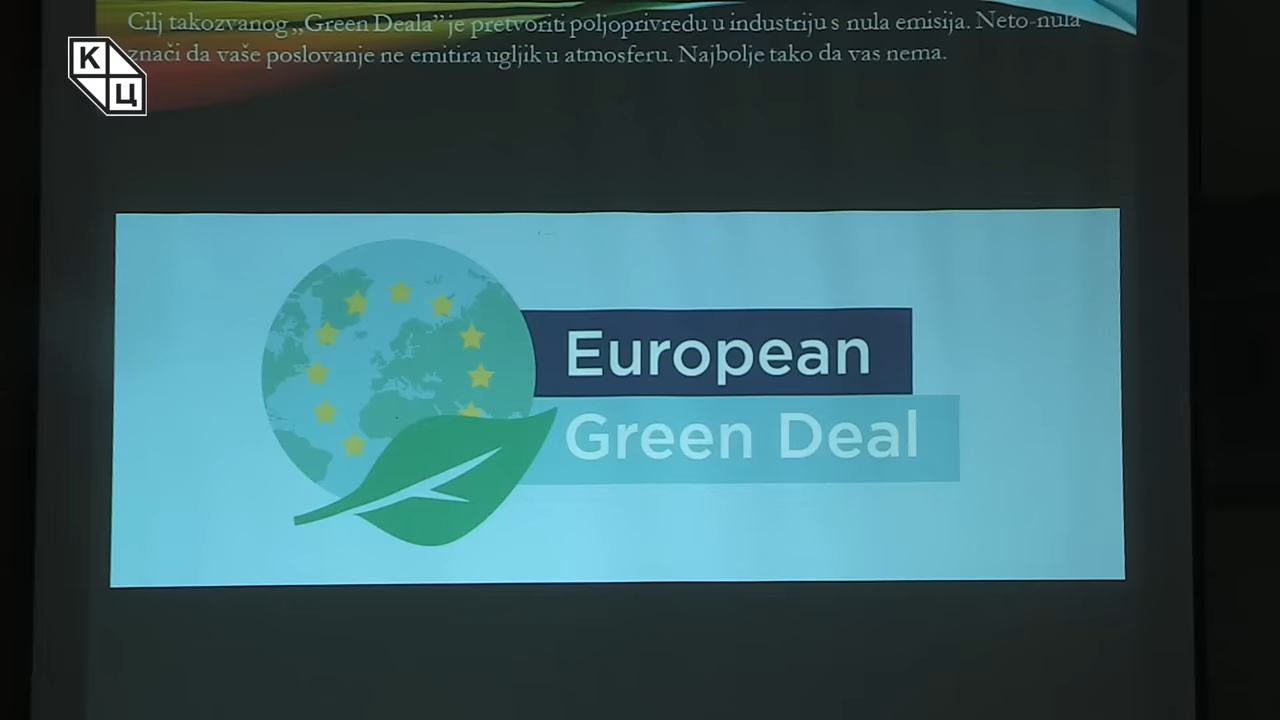 Cilj takozvanog „Green Deala” je pretvoriti poljoprivredu u industriju s nula emisija. Neto-nula
znači da vaše poslovanje ne emitira ugljik u atmosferu. Najbolje tako da vas nema.
К
Ц
European
Green Deal